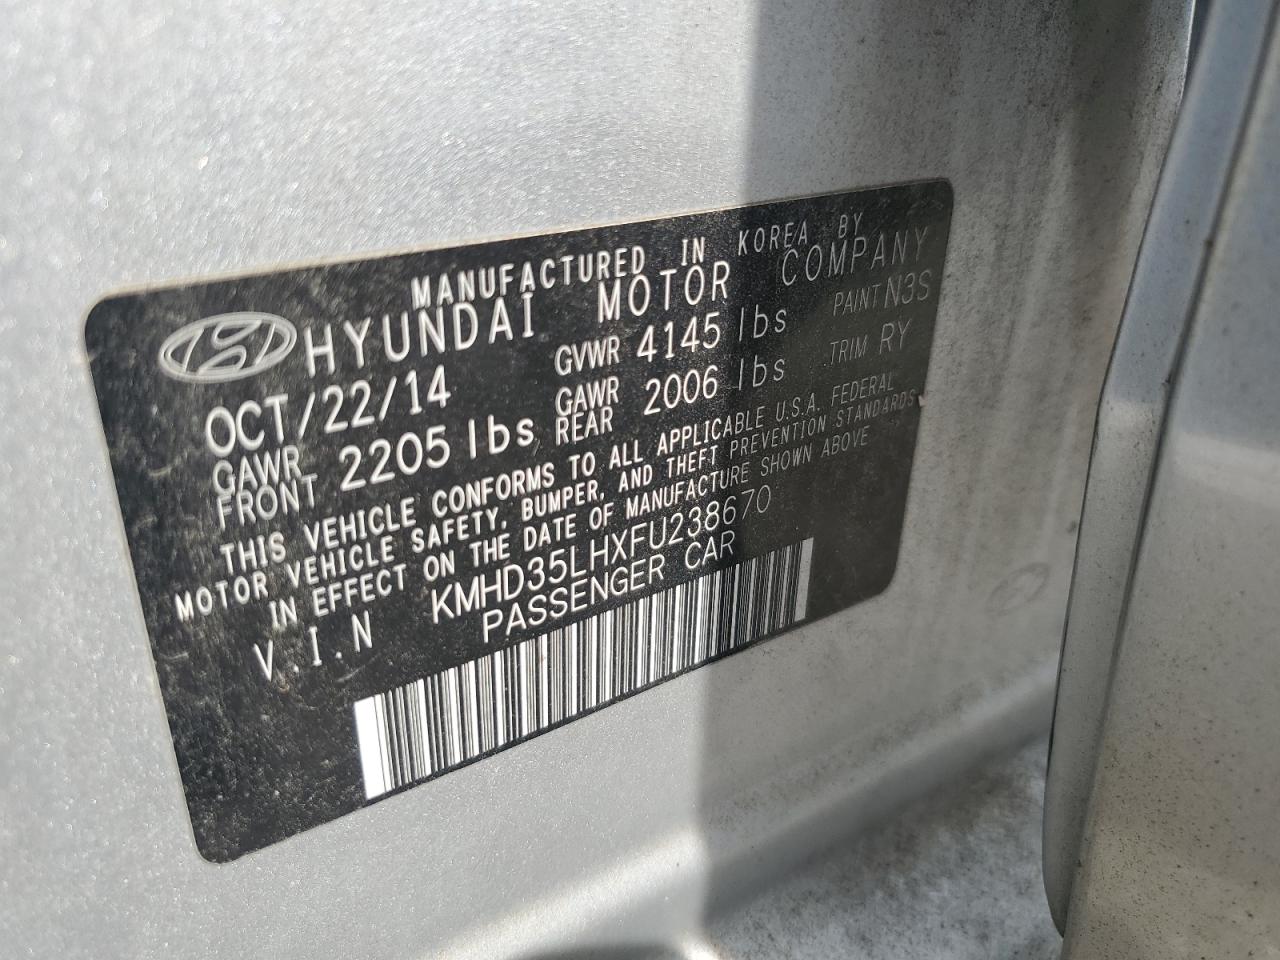 MANUFACTURED IN KOREA BY
HYUNDAI MOTOR COMPANY
OCT/22/14 GVWR 4145 lbs PAINT N3S
GAWR FRONT 2205 lbs GAWR REAR 2006 lbs TRIM RY
THIS VEHICLE CONFORMS TO ALL APPLICABLE U.S.A. FEDERAL
MOTOR VEHICLE SAFETY, BUMPER, AND THEFT PREVENTION STANDARDS
IN EFFECT ON THE DATE OF MANUFACTURE SHOWN ABOVE
V.I.N KMHD35LHXFU238670
PASSENGER CAR